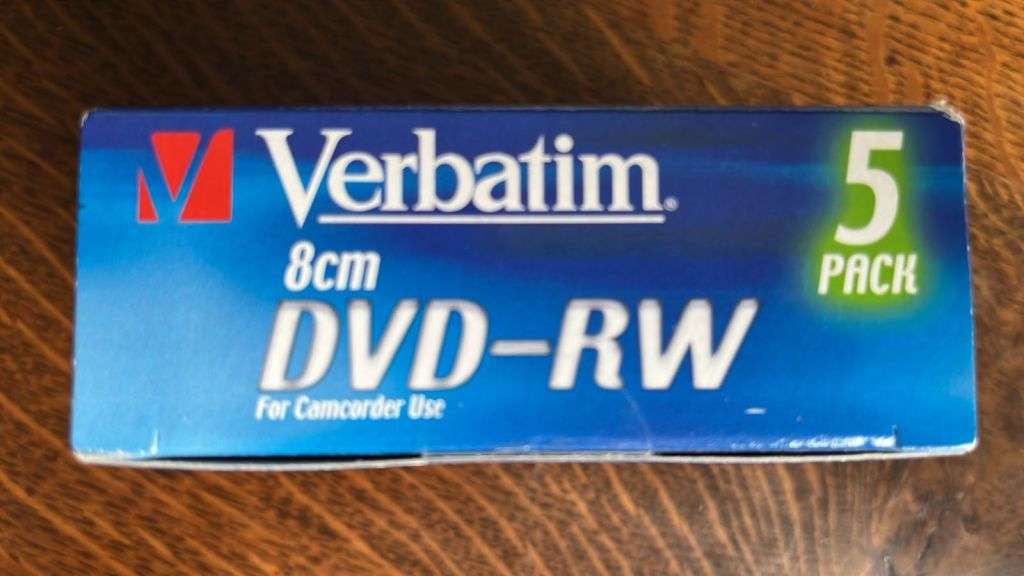 Verbatim.
5
PACK
8cm
DVD-RW
For Camcorder Use